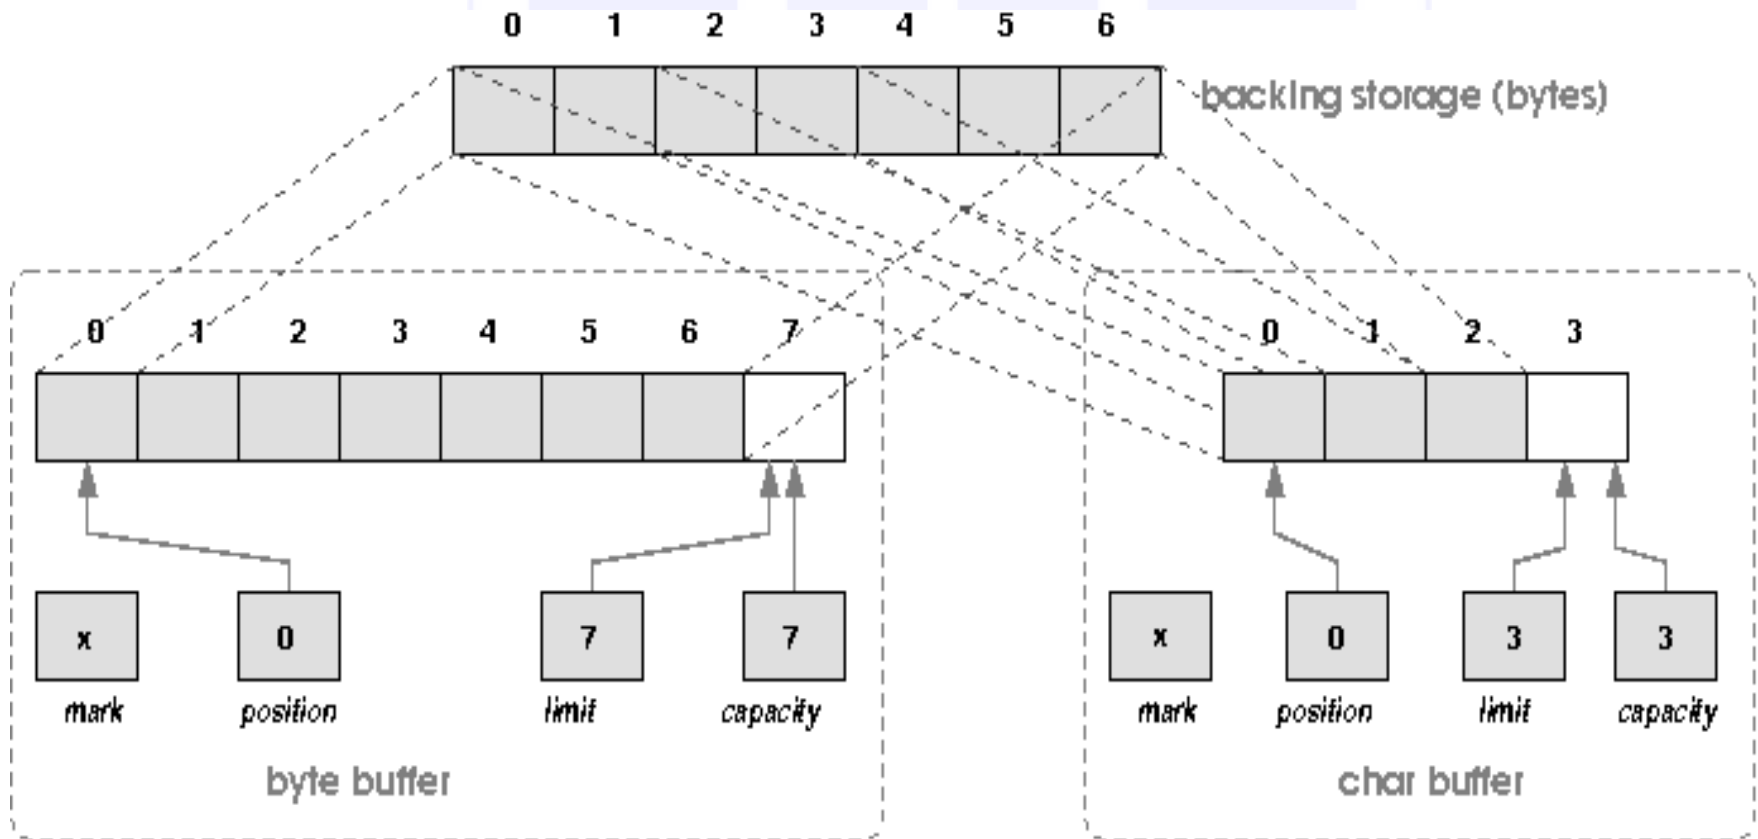 0 1 2 3 4 5 6
backing storage (bytes)
0 1 2 3 4 5 6 7
x 0 7 7
mark position limit capacity
byte buffer
0 1 2 3
x 0 3 3
mark position limit capacity
char buffer